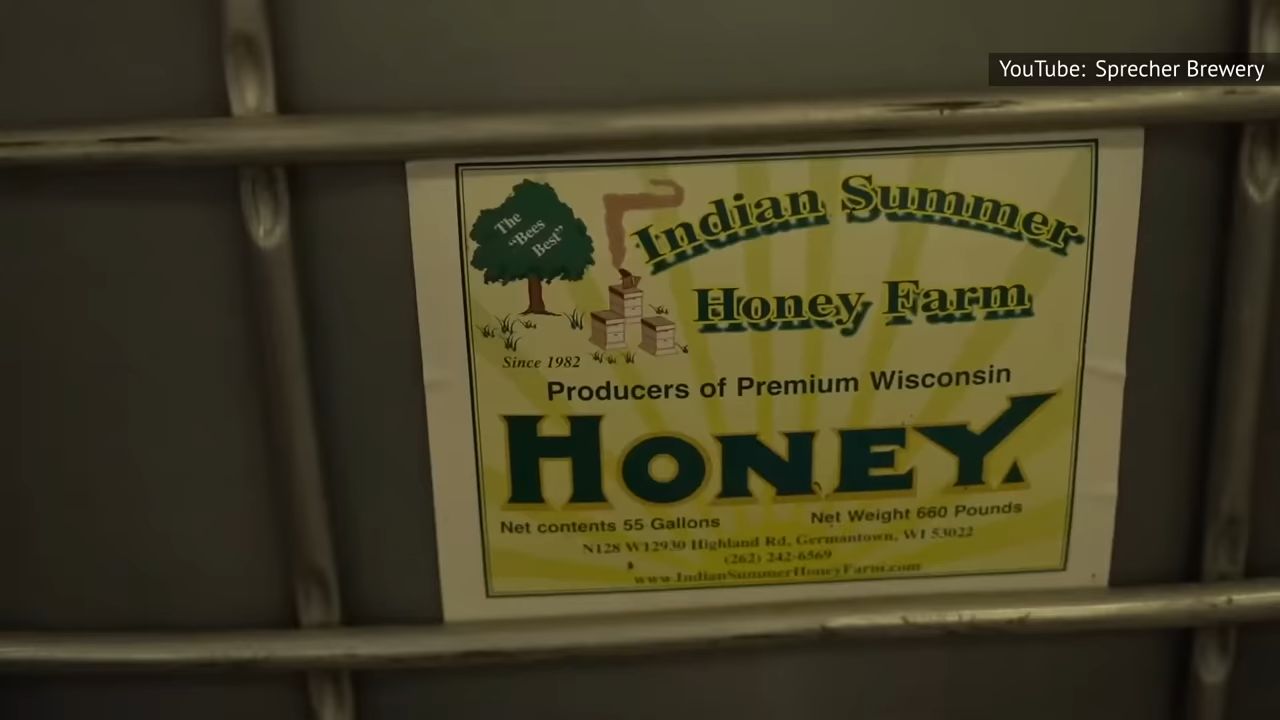 YouTube: Sprecher Brewery
The
"Bees
Best"
Indian Summer
Honey Farm
Since 1982
Producers of Premium Wisconsin
HONEY
Net contents 55 Gallons
Net Weight 660 Pounds
N128 W12930 Highland Rd, Germantown, WI 53022
(262) 242-6569
www.IndianSummerHoneyFarm.com